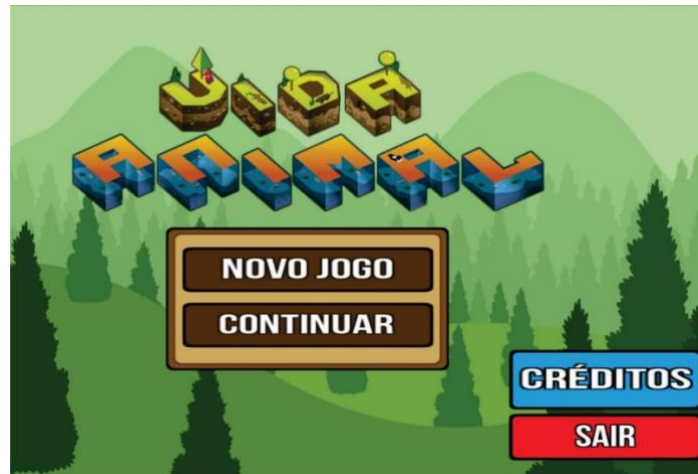 VIDA
ANIMAL
NOVO JOGO
CONTINUAR
CRÉDITOS
SAIR